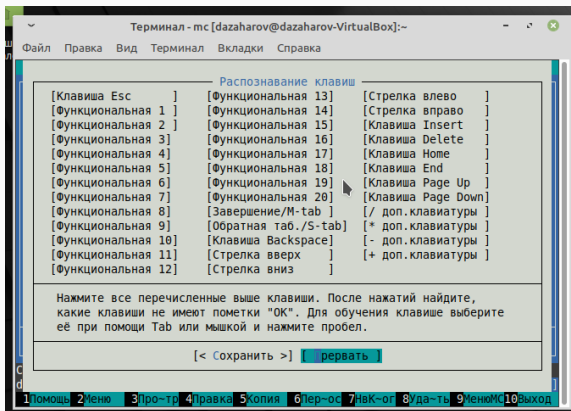 Терминал - mc [dazaharov@dazaharov-VirtualBox]:~
Файл Правка Вид Терминал Вкладки Справка
Распознавание клавиш
[Клавиша Esc ] [Функциональная 13] [Стрелка влево ]
[Функциональная 1 ] [Функциональная 14] [Стрелка вправо ]
[Функциональная 2 ] [Функциональная 15] [Клавиша Insert ]
[Функциональная 3] [Функциональная 16] [Клавиша Delete ]
[Функциональная 4] [Функциональная 17] [Клавиша Home ]
[Функциональная 5] [Функциональная 18] [Клавиша End ]
[Функциональная 6] [Функциональная 19] [Клавиша Page Up ]
[Функциональная 7] [Функциональная 20] [Клавиша Page Down]
[Функциональная 8] [Завершение/M-tab ] [/ доп.клавиатуры ]
[Функциональная 9] [Обратная таб./S-tab] [* доп.клавиатуры ]
[Функциональная 10] [Клавиша Backspace] [- доп.клавиатуры ]
[Функциональная 11] [Стрелка вверх ] [+ доп.клавиатуры ]
[Функциональная 12] [Стрелка вниз ]
Нажмите все перечисленные выше клавиши. После нажатий найдите,
какие клавиши не имеют пометки "OK". Для обучения клавише выберите
её при помощи Tab или мышкой и нажмите пробел.
[< Сохранить >] [ Прервать ]
1Помощь 2Меню 3Про~тр 4Правка 5Копия 6Пер~ос 7НвК~ог 8Уда~ть 9МенюMC 10Выход